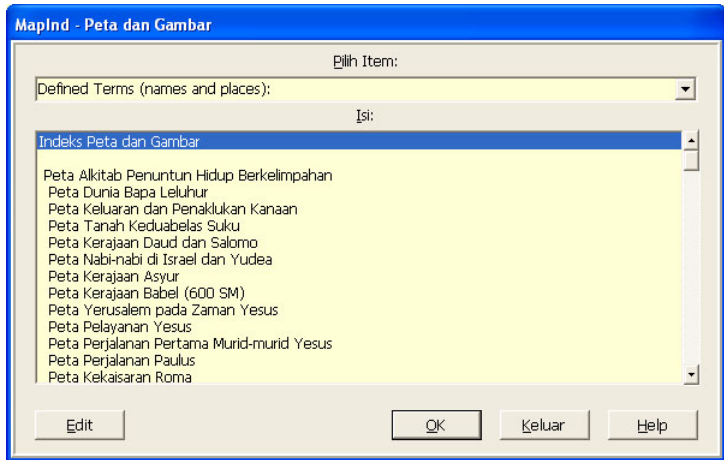 MapInd - Peta dan Gambar
Pilih Item:
Defined Terms (names and places):
Isi:
Indeks Peta dan Gambar
Peta Alkitab Penuntun Hidup Berkelimpahan
Peta Dunia Bapa Leluhur
Peta Keluaran dan Penaklukan Kanaan
Peta Tanah Keduabelas Suku
Peta Kerajaan Daud dan Salomo
Peta Nabi-nabi di Israel dan Yudea
Peta Kerajaan Asyur
Peta Kerajaan Babel (600 SM)
Peta Yerusalem pada Zaman Yesus
Peta Pelayanan Yesus
Peta Perjalanan Pertama Murid-murid Yesus
Peta Perjalanan Paulus
Peta Kekaisaran Roma
Edit OK Keluar Help